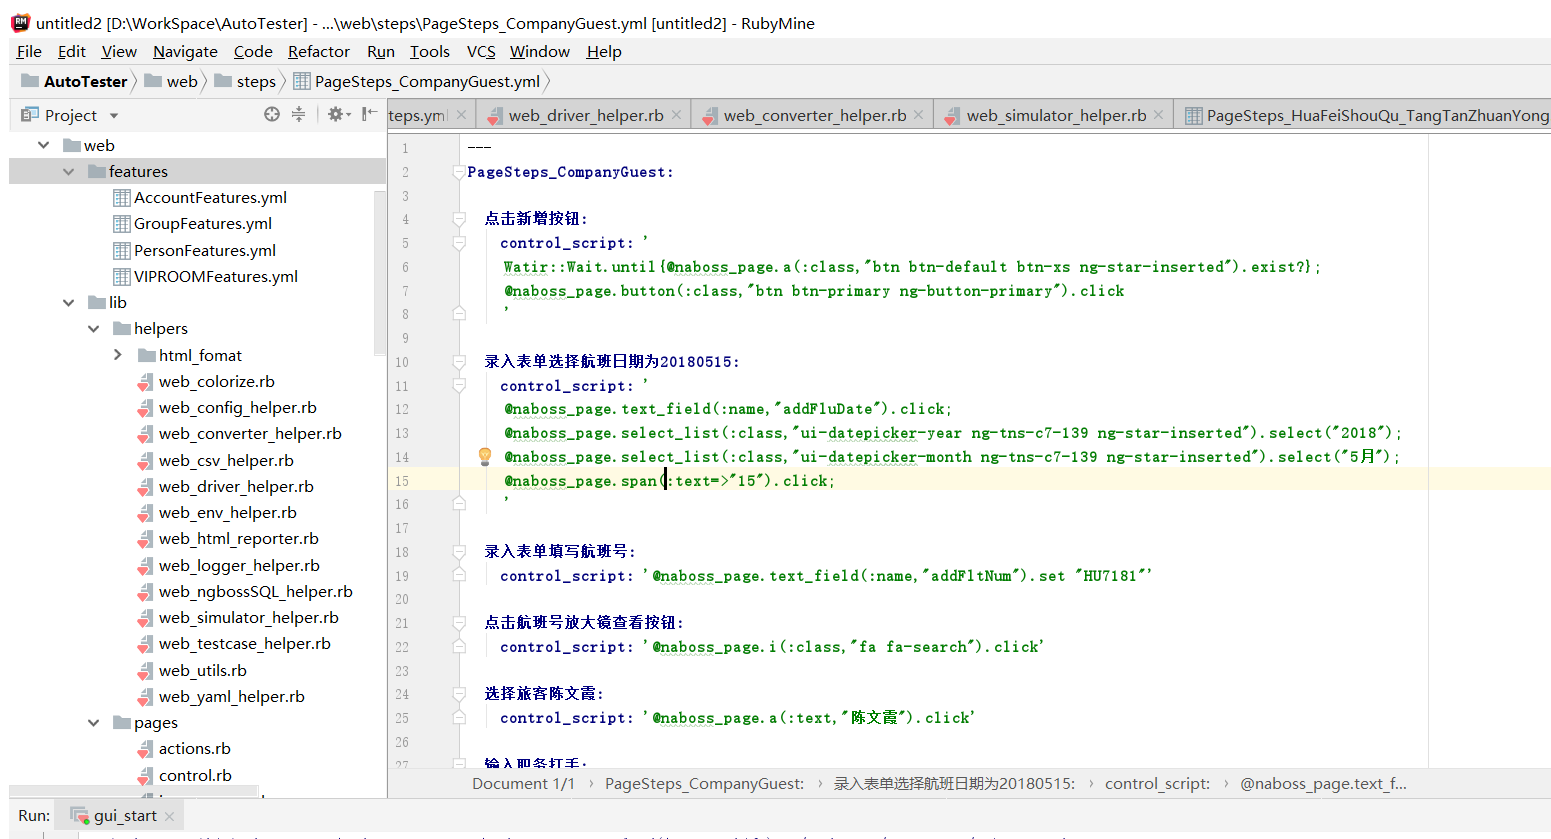 untitled2 [D:\WorkSpace\AutoTester] - ...\web\steps\PageSteps_CompanyGuest.yml [untitled2] - RubyMine
File Edit View Navigate Code Refactor Run Tools VCS Window Help
AutoTester web steps PageSteps_CompanyGuest.yml
Project
teps.yml web_driver_helper.rb web_converter_helper.rb web_simulator_helper.rb PageSteps_HuaFeiShouQu_TangTanZhuanYong
web
features
AccountFeatures.yml
GroupFeatures.yml
PersonFeatures.yml
VIPROOMFeatures.yml
lib
helpers
html_fomat
web_colorize.rb
web_config_helper.rb
web_converter_helper.rb
web_csv_helper.rb
web_driver_helper.rb
web_env_helper.rb
web_html_reporter.rb
web_logger_helper.rb
web_ngbossSQL_helper.rb
web_simulator_helper.rb
web_testcase_helper.rb
web_utils.rb
web_yaml_helper.rb
pages
actions.rb
control.rb
1 ---
2 PageSteps_CompanyGuest:
3
4 点击新增按钮:
5 control_script: '
6 Watir::Wait.until{@naboss_page.a(:class,"btn btn-default btn-xs ng-star-inserted").exist?};
7 @naboss_page.button(:class,"btn btn-primary ng-button-primary").click
8 '
9
10 录入表单选择航班日期为20180515:
11 control_script: '
12 @naboss_page.text_field(:name,"addFluDate").click;
13 @naboss_page.select_list(:class,"ui-datepicker-year ng-tns-c7-139 ng-star-inserted").select("2018");
14 @naboss_page.select_list(:class,"ui-datepicker-month ng-tns-c7-139 ng-star-inserted").select("5月");
15 @naboss_page.span(:text=>"15").click;
16 '
17
18 录入表单填写航班号:
19 control_script: '@naboss_page.text_field(:name,"addFltNum").set "HU7181"'
20
21 点击航班号放大镜查看按钮:
22 control_script: '@naboss_page.i(:class,"fa fa-search").click'
23
24 选择旅客陈文霞:
25 control_script: '@naboss_page.a(:text,"陈文霞").click'
26
27 输入职务打手:
Document 1/1 › PageSteps_CompanyGuest: › 录入表单选择航班日期为20180515: › control_script: › @naboss_page.text_f...
Run: gui_start